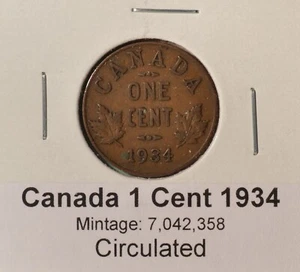 CANADA
ONE
CENT
1934
Canada 1 Cent 1934
Mintage: 7,042,358
Circulated